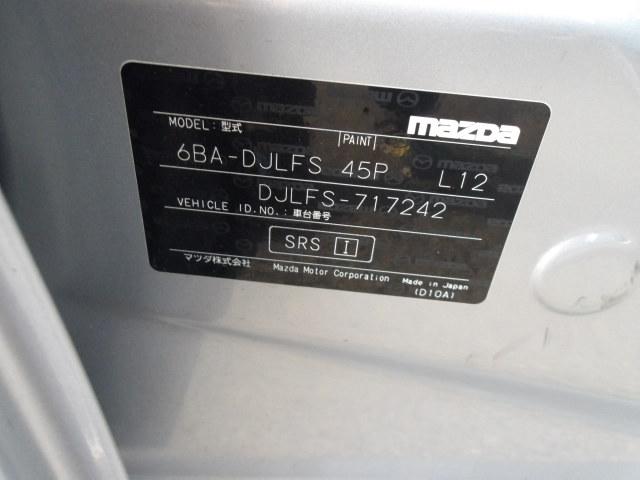 mazda
MODEL: 型式 PAINT
6BA-DJLFS 45P L12
DJLFS-717242
VEHICLE ID.NO.: 車台番号
SRS I
マツダ株式会社 Mazda Motor Corporation Made in Japan
(D10A)